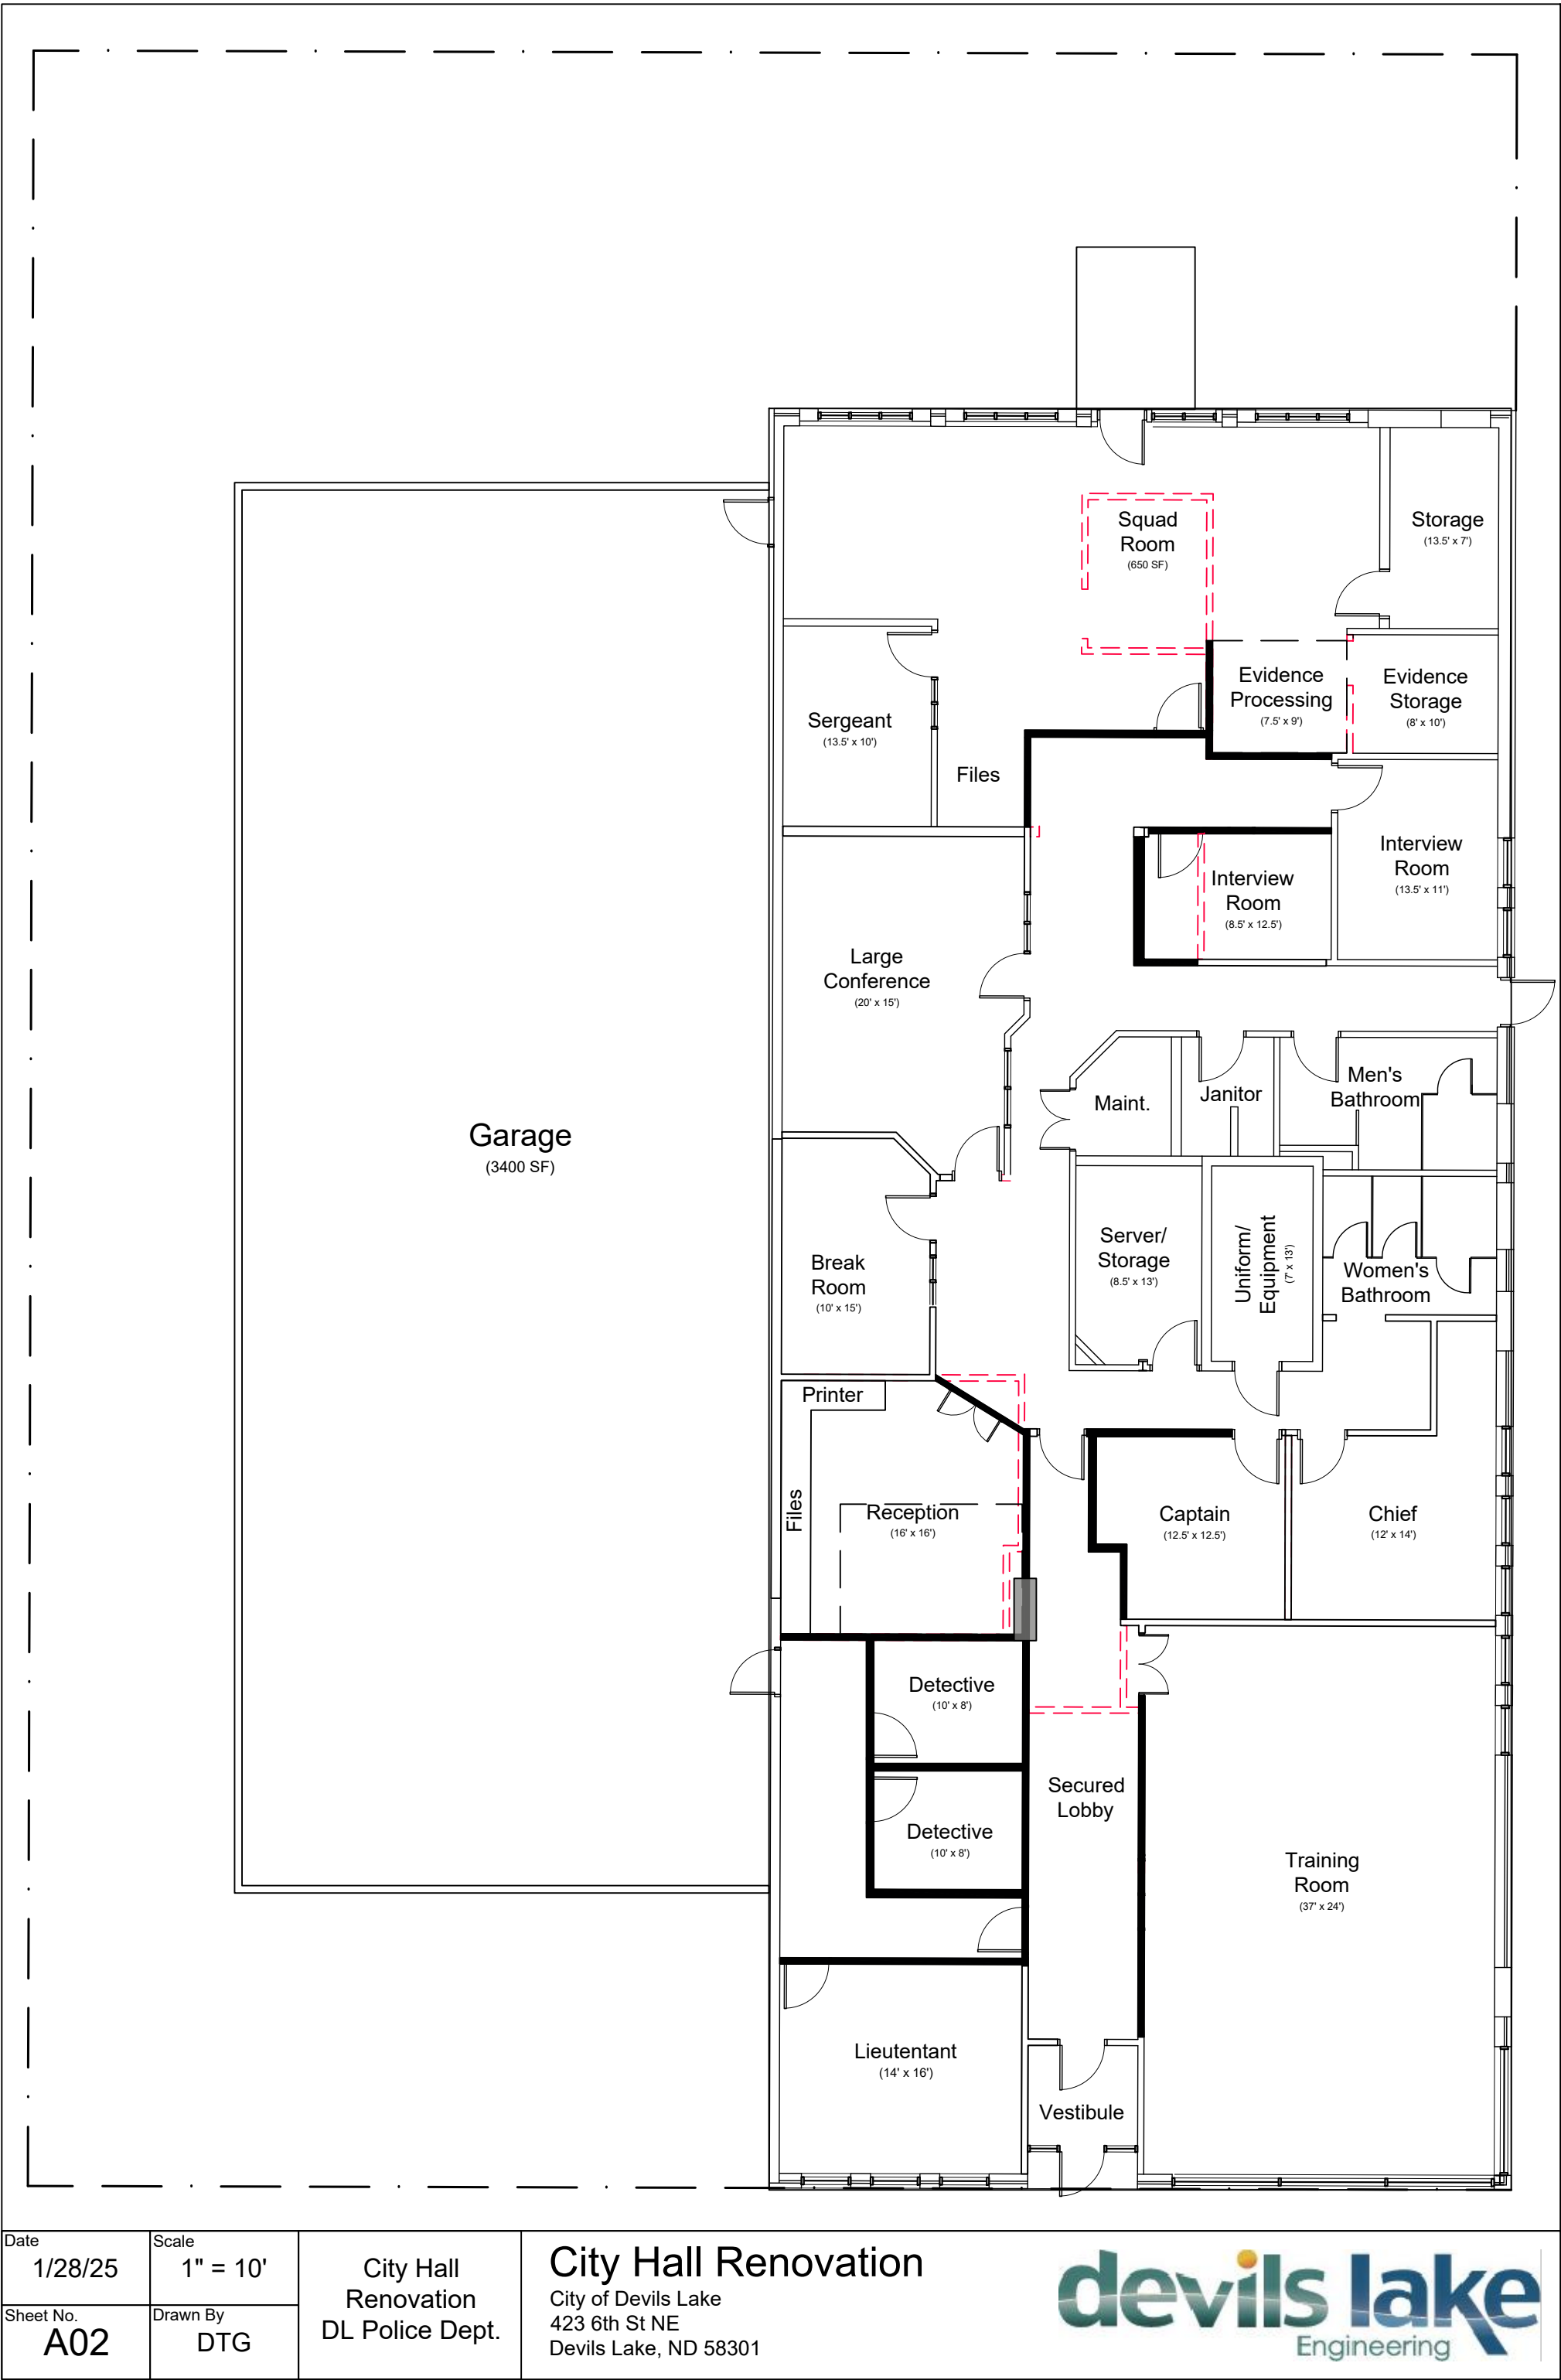 Squad
Room
(650 SF)
Storage
(13.5' x 7')
Evidence
Processing
(7.5' x 9')
Evidence
Storage
(8' x 10')
Sergeant
(13.5' x 10')
Files
Interview
Room
(13.5' x 11')
Interview
Room
(8.5' x 12.5')
Large
Conference
(20' x 15')
Garage
(3400 SF)
Maint.
Janitor
Men's
Bathroom
Break
Room
(10' x 15')
Server/
Storage
(8.5' x 13')
Uniform/
Equipment
(7' x 13')
Women's
Bathroom
Printer
Files
Reception
(16' x 16')
Captain
(12.5' x 12.5')
Chief
(12' x 14')
Detective
(10' x 8')
Detective
(10' x 8')
Secured
Lobby
Training
Room
(37' x 24')
Lieutentant
(14' x 16')
Vestibule
Date
1/28/25
Scale
1" = 10'
Sheet No.
A02
Drawn By
DTG
City Hall
Renovation
DL Police Dept.
City Hall Renovation
City of Devils Lake
423 6th St NE
Devils Lake, ND 58301
devils lake
Engineering